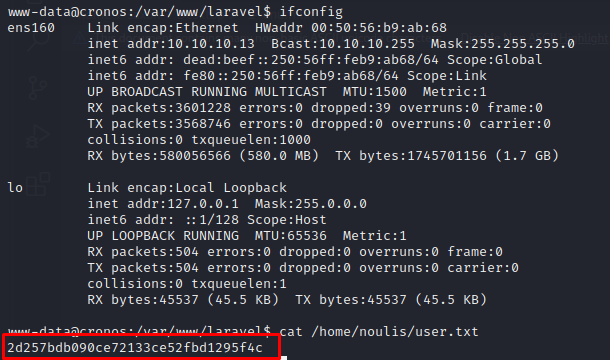 www-data@cronos:/var/www/laravel$ ifconfig
ens160    Link encap:Ethernet  HWaddr 00:50:56:b9:ab:68
          inet addr:10.10.10.13  Bcast:10.10.10.255  Mask:255.255.255.0
          inet6 addr: dead:beef::250:56ff:feb9:ab68/64 Scope:Global
          inet6 addr: fe80::250:56ff:feb9:ab68/64 Scope:Link
          UP BROADCAST RUNNING MULTICAST  MTU:1500  Metric:1
          RX packets:3601228 errors:0 dropped:39 overruns:0 frame:0
          TX packets:3568746 errors:0 dropped:0 overruns:0 carrier:0
          collisions:0 txqueuelen:1000
          RX bytes:580056566 (580.0 MB)  TX bytes:1745701156 (1.7 GB)
lo        Link encap:Local Loopback
          inet addr:127.0.0.1  Mask:255.0.0.0
          inet6 addr: ::1/128 Scope:Host
          UP LOOPBACK RUNNING  MTU:65536  Metric:1
          RX packets:504 errors:0 dropped:0 overruns:0 frame:0
          TX packets:504 errors:0 dropped:0 overruns:0 carrier:0
          collisions:0 txqueuelen:1
          RX bytes:45537 (45.5 KB)  TX bytes:45537 (45.5 KB)
www-data@cronos:/var/www/laravel$ cat /home/noulis/user.txt
2d257bdb090ce72133ce52fbd1295f4c